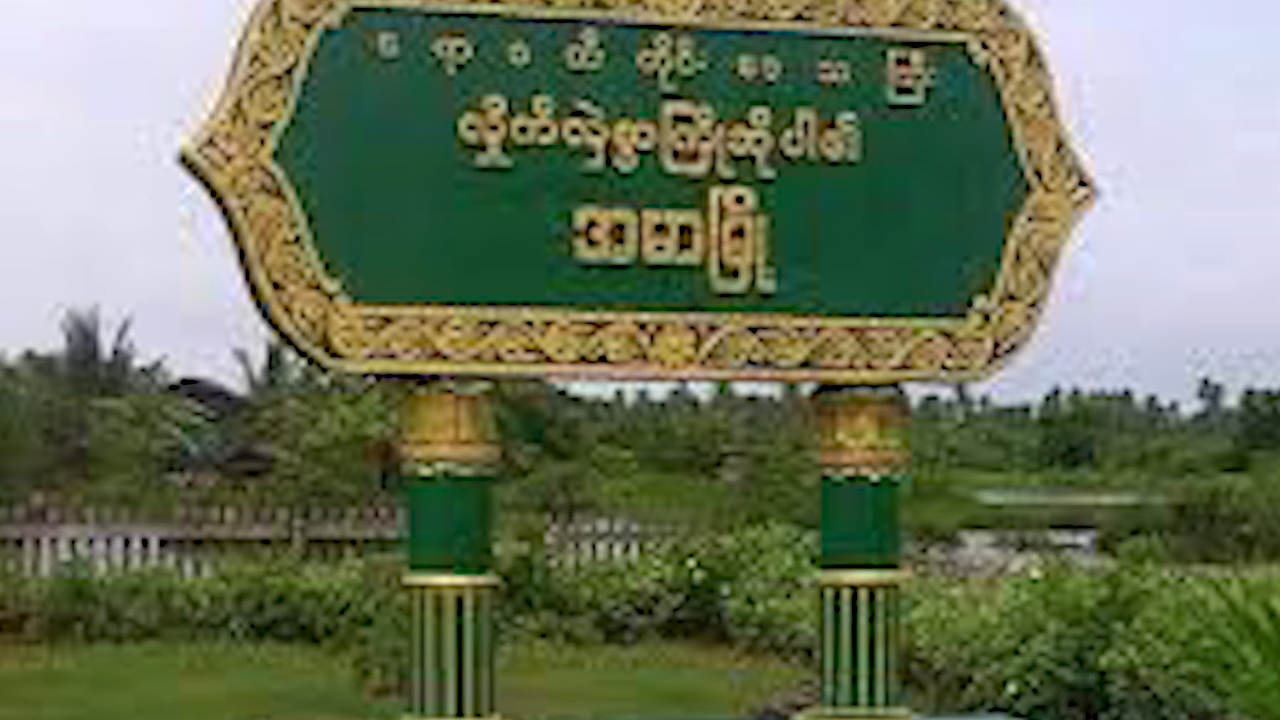 ဧ ရာ ဝ တီ တိုင်း ဒေ သ ကြီး
လှိုက်လှဲစွာကြိုဆိုပါ၏
အမာမြို့